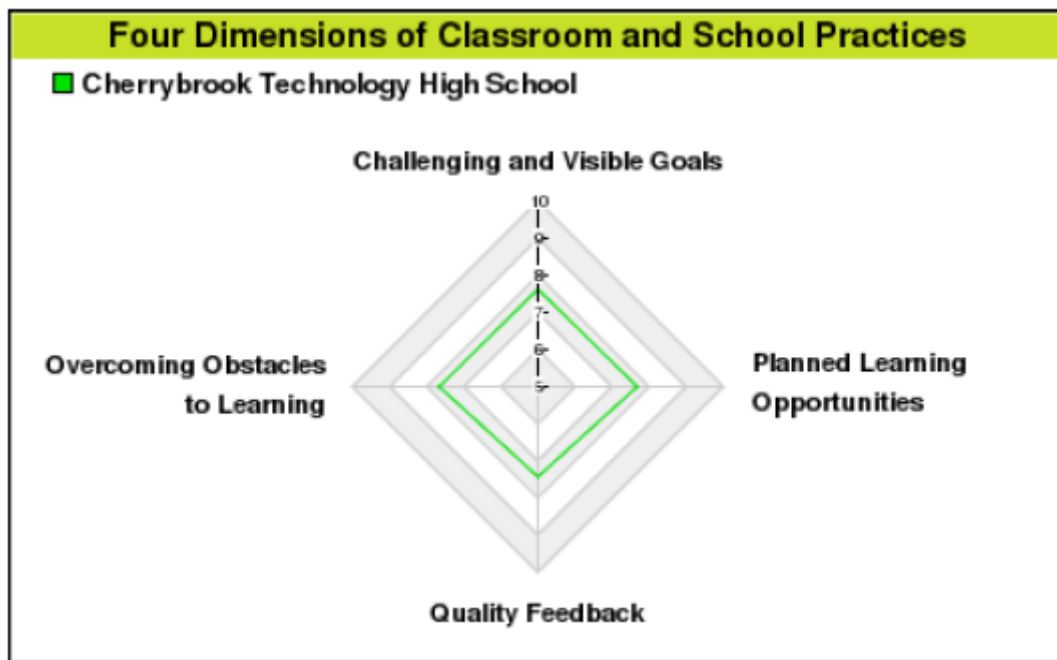 Four Dimensions of Classroom and School Practices
Cherrybrook Technology High School
Challenging and Visible Goals
10
9
8
7
6
5
Overcoming Obstacles
to Learning
Planned Learning
Opportunities
Quality Feedback